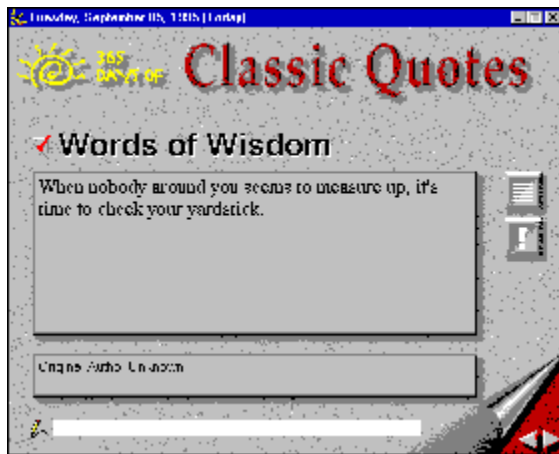 Tuesday, September 05, 1995 (Today)
365
DAYS OF
Classic Quotes
Words of Wisdom
When nobody around you seems to measure up, it's
time to check your yardstick.
Original Author Unknown